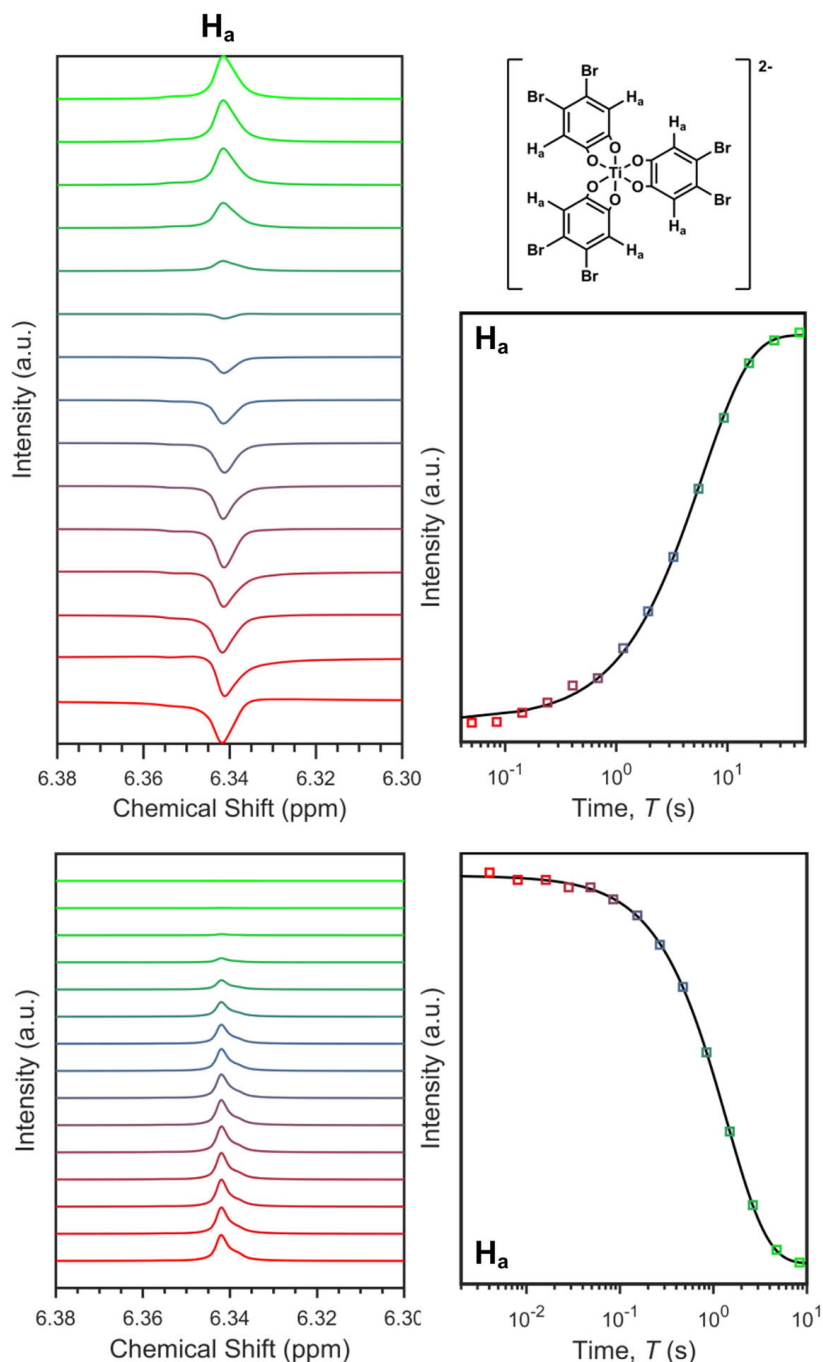 Hₐ
Intensity (a.u.)
6.38 6.36 6.34 6.32 6.30
Chemical Shift (ppm)
2-
Br
Br
Hₐ
Hₐ
Hₐ
Br
O
O
O
Ti
O
O
O
Br
Hₐ
Hₐ
Br
Br
Hₐ
Hₐ
Intensity (a.u.)
10⁻¹ 10⁰ 10¹
Time, T (s)
Intensity (a.u.)
6.38 6.36 6.34 6.32 6.30
Chemical Shift (ppm)
Intensity (a.u.)
Hₐ
10⁻² 10⁻¹ 10⁰ 10¹
Time, T (s)